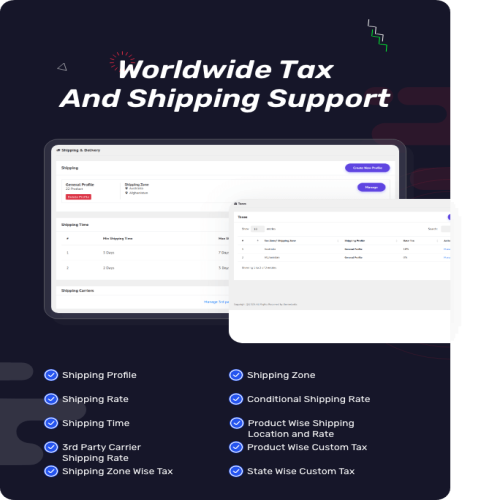 Worldwide Tax
And Shipping Support
Shipping & Delivery
Shipping
Create New Profile
General Profile
Shipping Zone
Manage
Shipping Time
# Min Shipping Time
1 3 Days
2 3 Days
Shipping Carriers
Taxes
Shipping Profile
Shipping Zone
Shipping Rate
Conditional Shipping Rate
Shipping Time
Product Wise Shipping
Location and Rate
3rd Party Carrier
Shipping Rate
Product Wise Custom Tax
Shipping Zone Wise Tax
State Wise Custom Tax